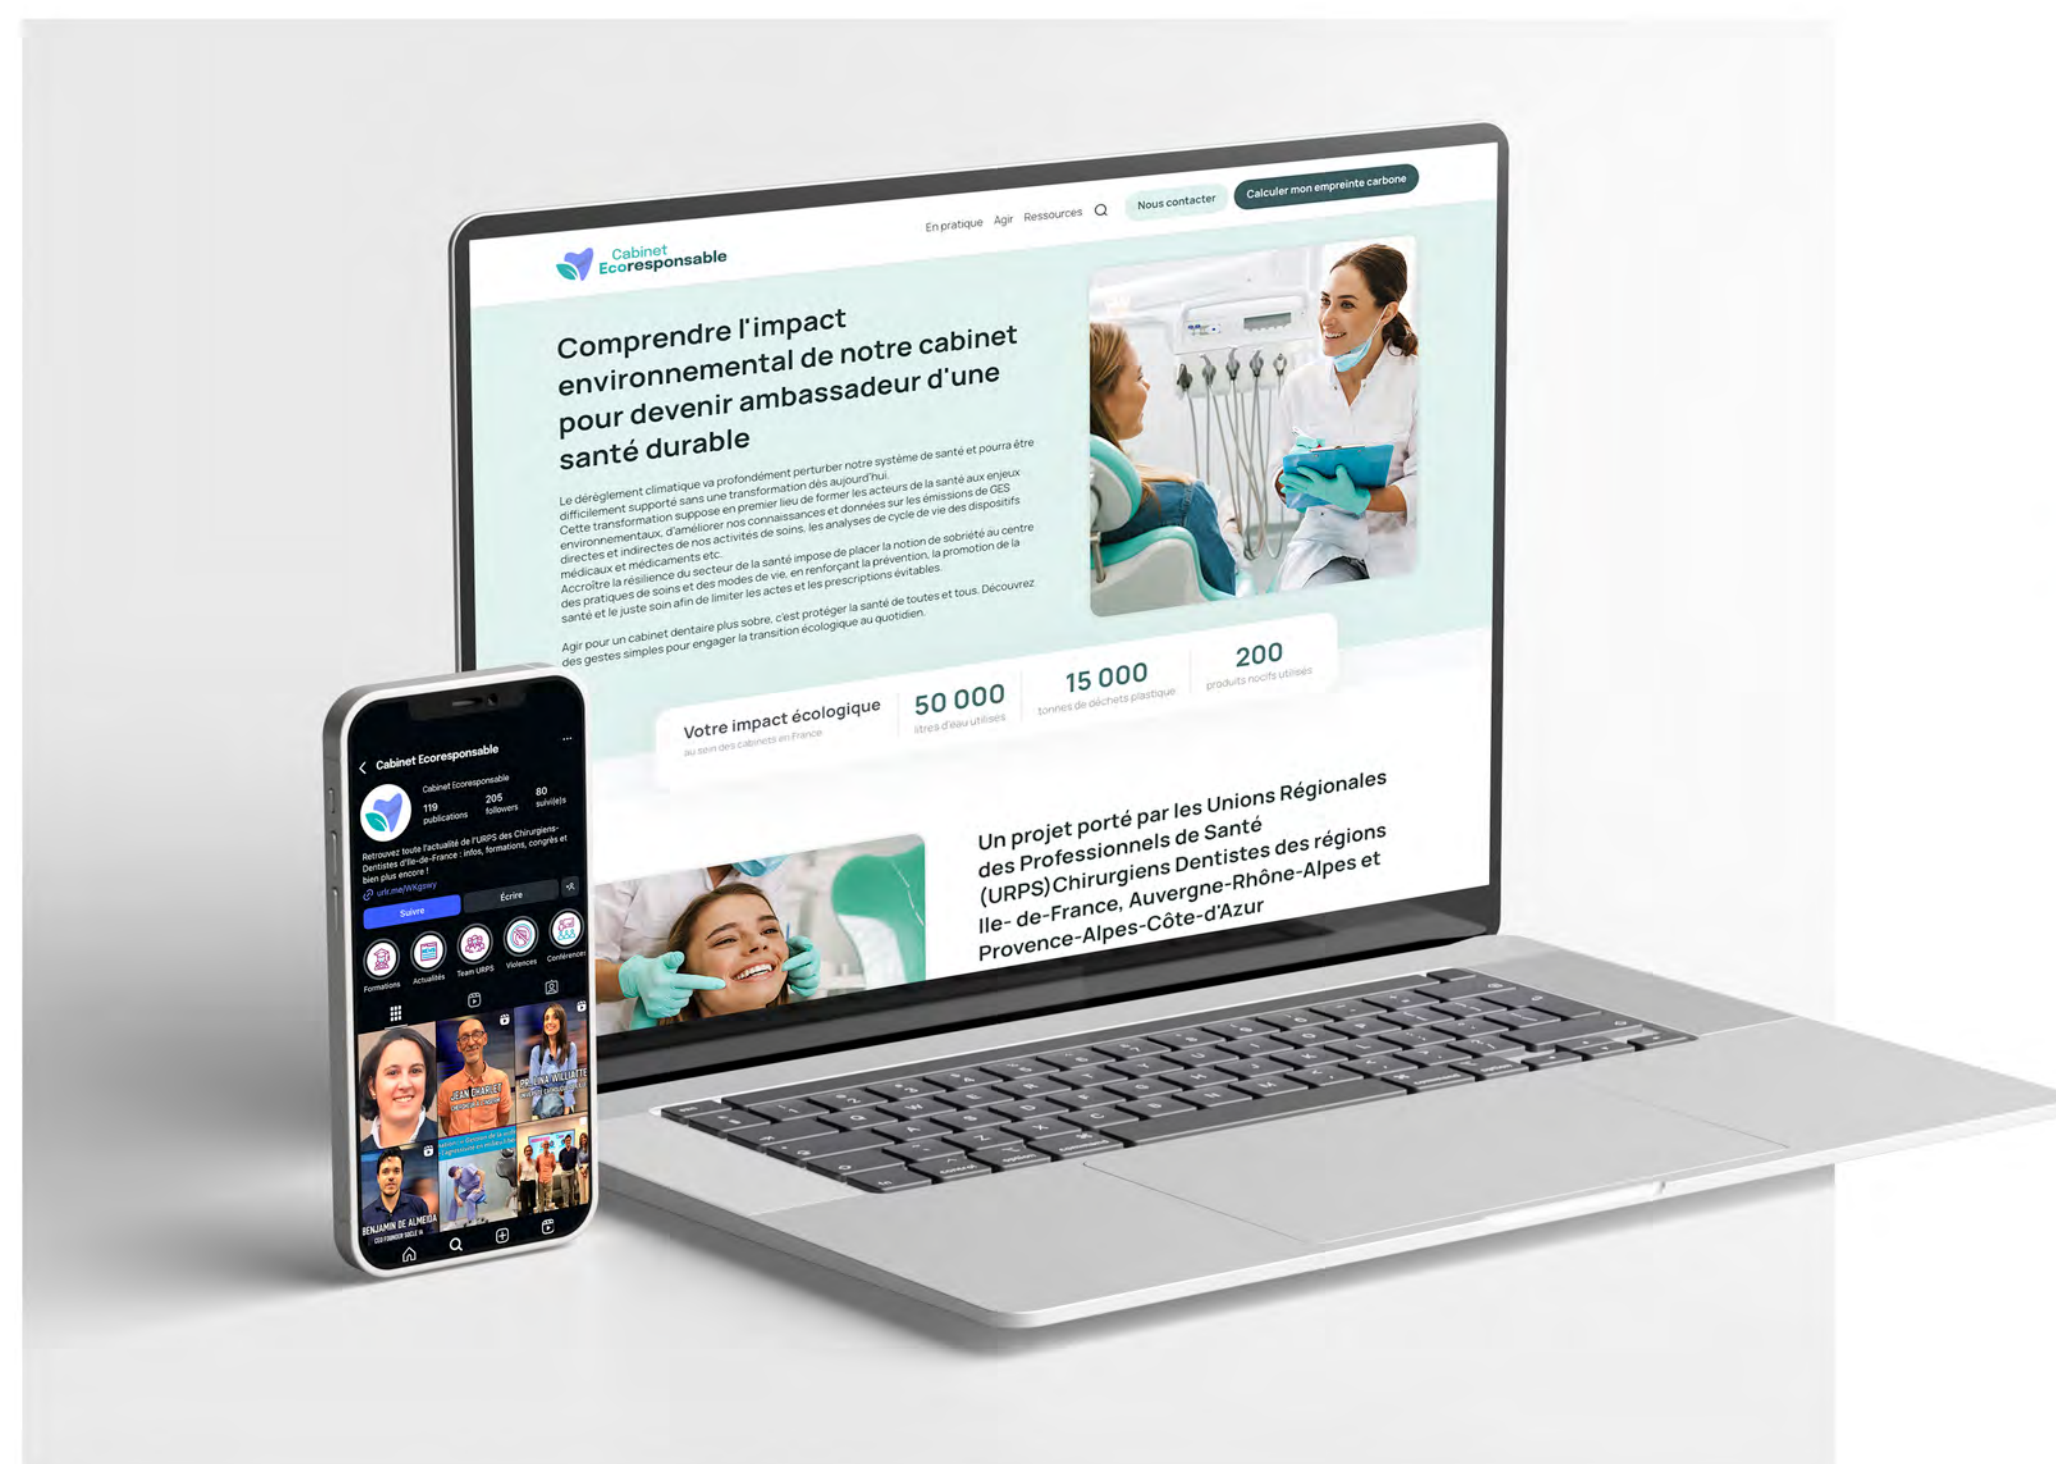 En pratique Agir Ressources Nous contacter Calculer mon empreinte carbone
Cabinet
Ecoresponsable
Comprendre l'impact
environnemental de notre cabinet
pour devenir ambassadeur d'une
santé durable
Le dérèglement climatique va profondément perturber notre système de santé et pourra être
difficilement supporté sans une transformation dès aujourd'hui.
Cette transformation suppose en premier lieu de former les acteurs de la santé aux enjeux
environnementaux, d'améliorer nos connaissances et données sur les émissions de GES
directes et indirectes de nos activités de soins, les analyses de cycle de vie des dispositifs
médicaux et médicaments etc.
Accroître la résilience du secteur de la santé impose de placer la notion de sobriété au centre
des pratiques de soins et des modes de vie, en renforçant la prévention, la promotion de la
santé et le juste soin afin de limiter les actes et les prescriptions évitables.
Agir pour un cabinet dentaire plus sobre, c'est protéger la santé de toutes et tous. Découvrez
des gestes simples pour engager la transition écologique au quotidien.
Votre impact écologique
au sein des cabinets en France
50 000
litres d'eau utilisés
15 000
tonnes de déchets plastique
200
produits nocifs utilisés
Un projet porté par les Unions Régionales
des Professionnels de Santé
(URPS) Chirurgiens Dentistes des régions
Ile- de-France, Auvergne-Rhône-Alpes et
Provence-Alpes-Côte-d'Azur
Cabinet Ecoresponsable
Cabinet Ecoresponsable
119 205 80
publications followers suivi(e)s
Retrouvez toute l'actualité de l'URPS des Chirurgiens-
Dentistes d'Ile-de-France : infos, formations, congrès et
bien plus encore !
urlr.me/WKgswy
Suivre Écrire
Formations Actualités Team URPS Violences Conférences
JEAN CHARLET
PR. LINA WILLIATTE
BENJAMIN DE ALMEIDA
CEO FOUNDER SOCLE IA
control option command
command option